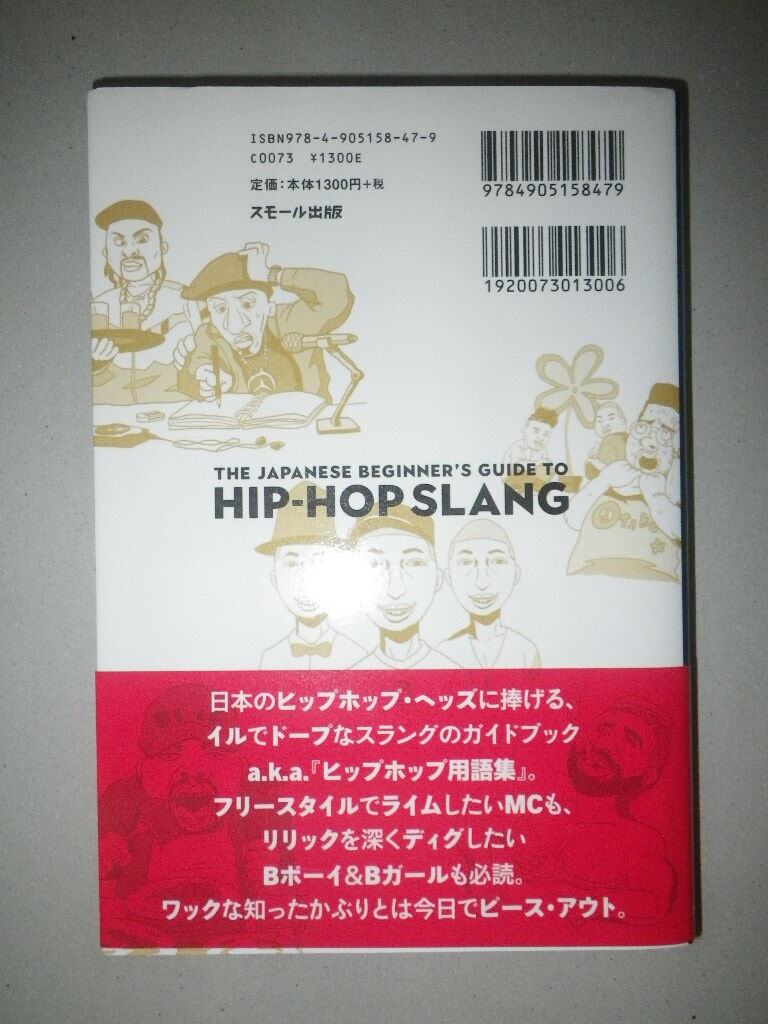 ISBN978-4-905158-47-9
C0073 ¥1300E
定価：本体1300円+税
スモール出版
9784905158479
1920073013006
THE JAPANESE BEGINNER'S GUIDE TO
HIP-HOP SLANG
日本のヒップホップ・ヘッズに捧げる、
イルでドープなスラングのガイドブック
a.k.a.『ヒップホップ用語集』。
フリースタイルでライムしたいMCも、
リリックを深くディグしたい
Bボーイ&Bガールも必読。
ワックな知ったかぶりとは今日でピース・アウト。